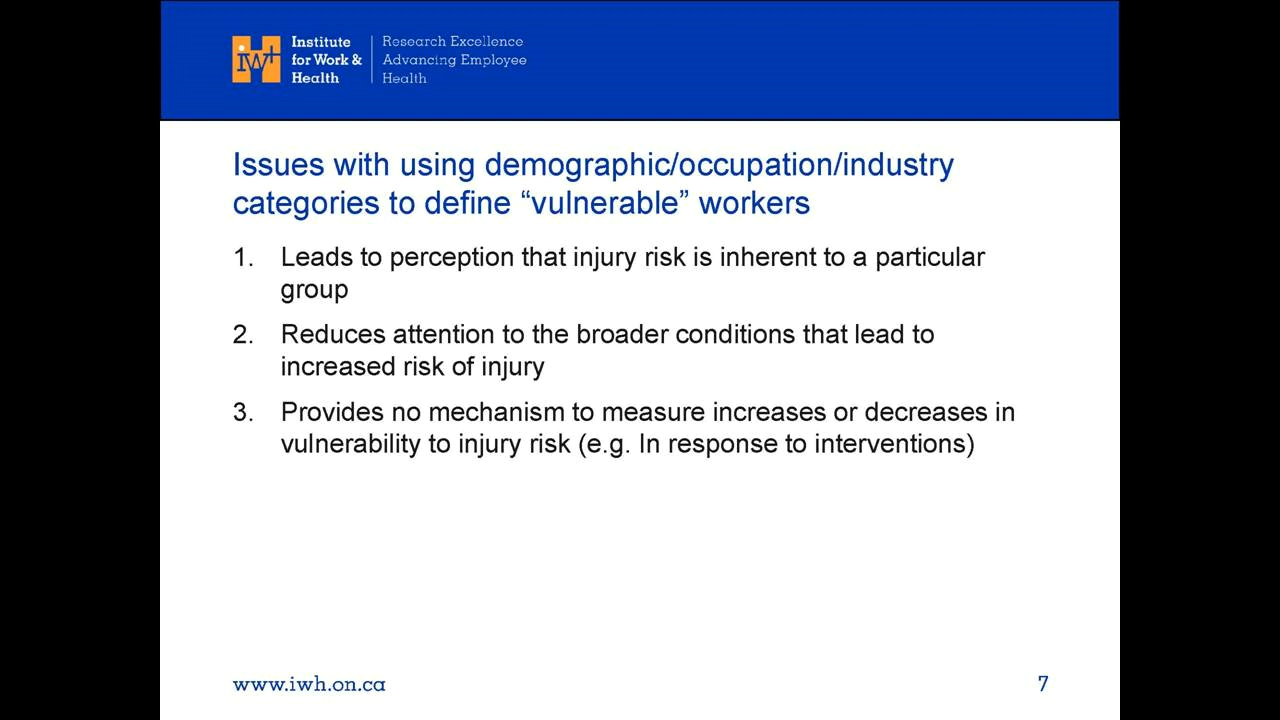 iw+
Institute
for Work &
Health
Research Excellence
Advancing Employee
Health
Issues with using demographic/occupation/industry
categories to define “vulnerable” workers
1. Leads to perception that injury risk is inherent to a particular
group
2. Reduces attention to the broader conditions that lead to
increased risk of injury
3. Provides no mechanism to measure increases or decreases in
vulnerability to injury risk (e.g. In response to interventions)
www.iwh.on.ca
7